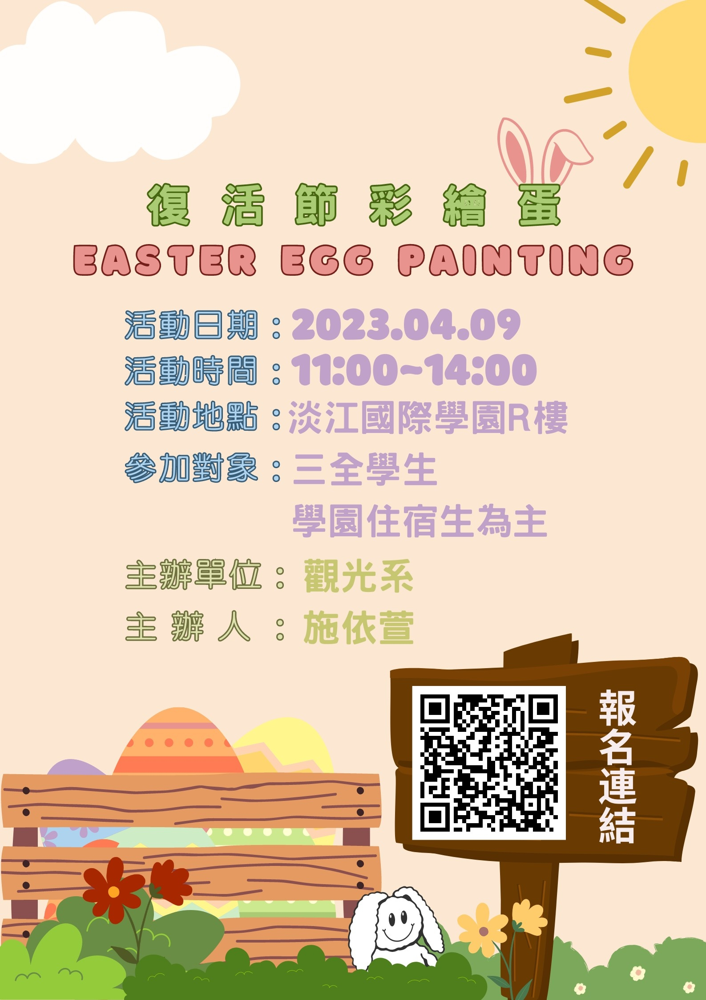 復活節彩繪蛋
EASTER EGG PAINTING
活動日期：2023.04.09
活動時間：11:00~14:00
活動地點：淡江國際學園R樓
參加對象：三全學生
學園住宿生為主
主辦單位：觀光系
主辦人：施依萱
報名連結